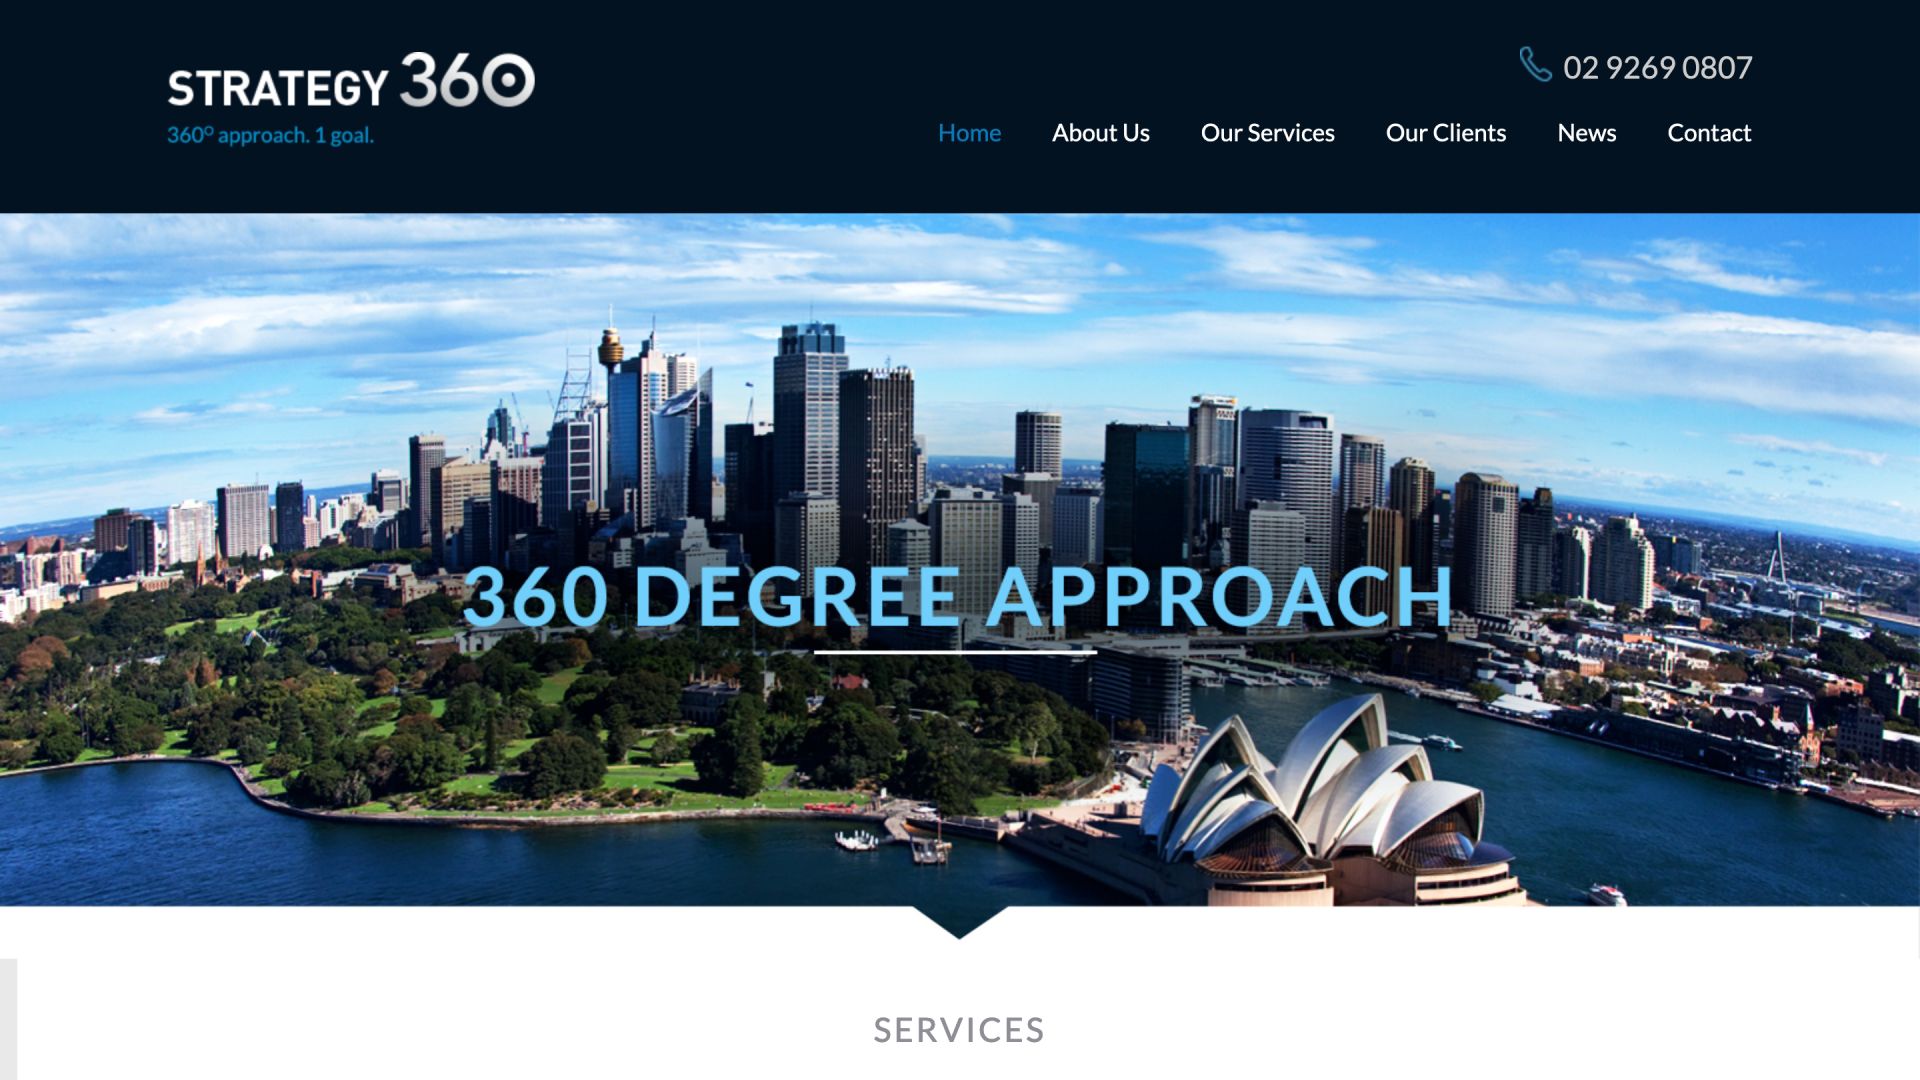 STRATEGY 360
360º approach. 1 goal.
02 9269 0807
Home About Us Our Services Our Clients News Contact
360 DEGREE APPROACH
SERVICES